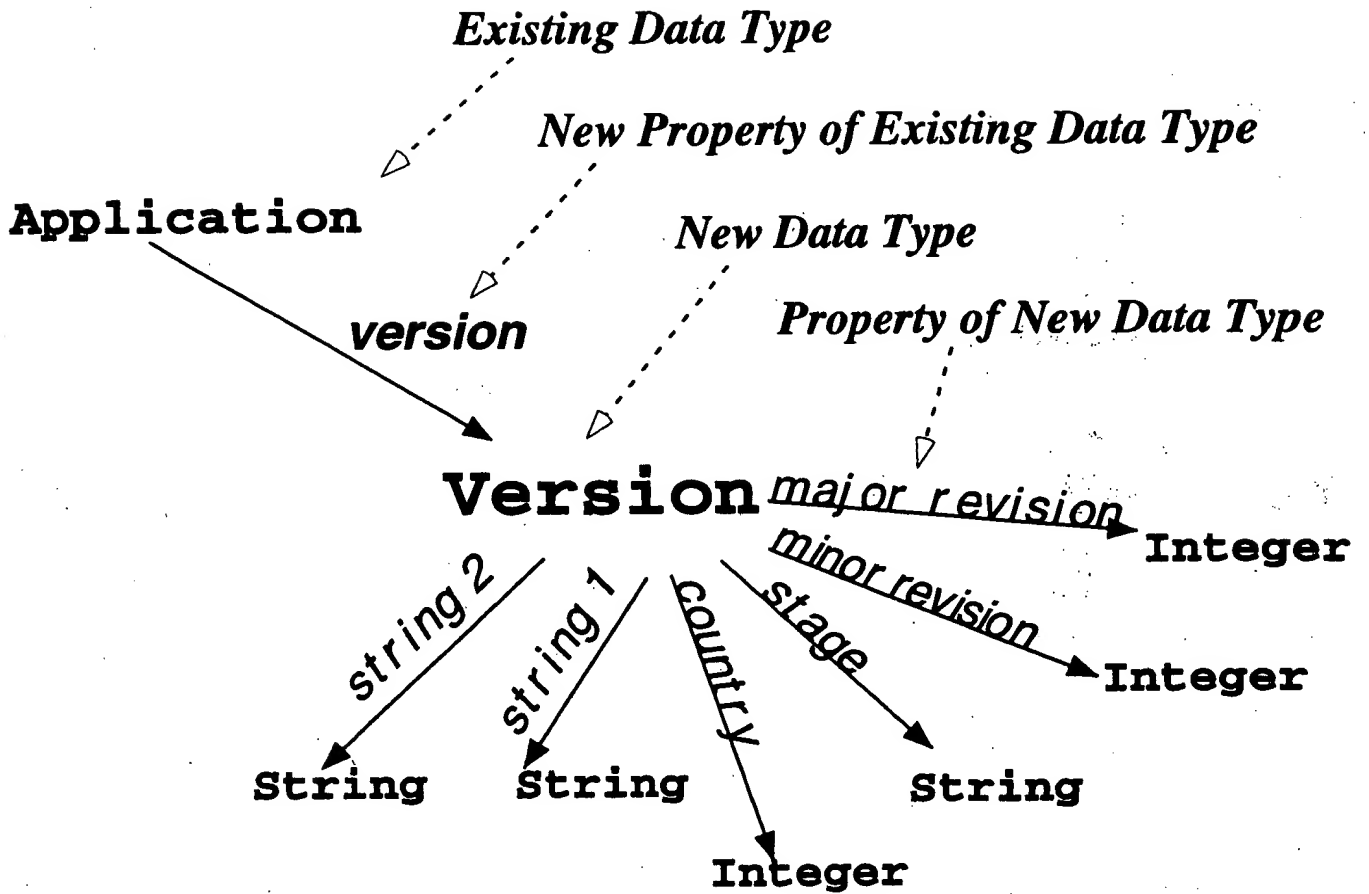 Existing Data Type
New Property of Existing Data Type
Application
New Data Type
version
Property of New Data Type
Version
major revision
Integer
minor revision
string 2
string 1
country
stage
Integer
String
String
String
Integer